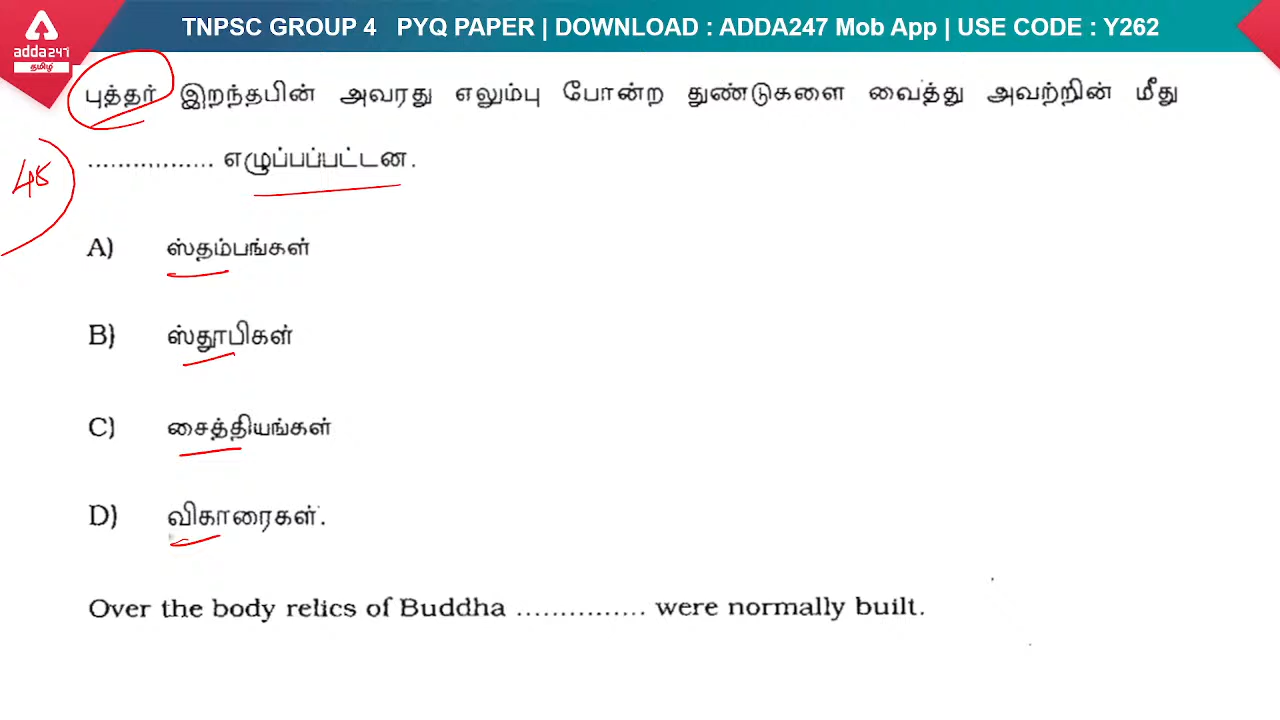 TNPSC GROUP 4 PYQ PAPER | DOWNLOAD : ADDA247 Mob App | USE CODE : Y262
adda247
தமிழ்
புத்தர் இறந்தபின் அவரது எலும்பு போன்ற துண்டுகளை வைத்து அவற்றின் மீது
................. எழுப்பப்பட்டன.
48
A) ஸ்தம்பங்கள்
B) ஸ்தூபிகள்
C) சைத்தியங்கள்
D) விகாரைகள்.
Over the body relics of Buddha ............... were normally built.